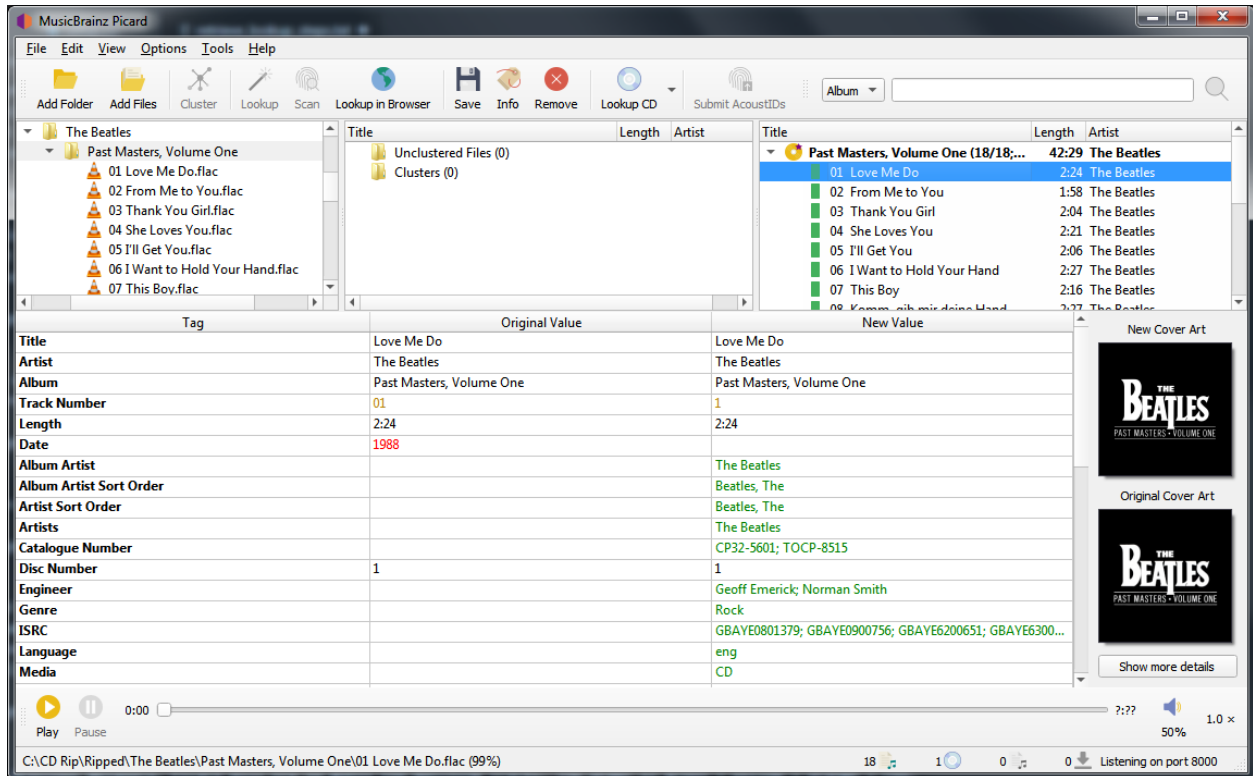 MusicBrainz Picard
File Edit View Options Tools Help
Add Folder Add Files Cluster Lookup Scan Lookup in Browser Save Info Remove Lookup CD Submit AcoustIDs Album
The Beatles
Past Masters, Volume One
01 Love Me Do.flac
02 From Me to You.flac
03 Thank You Girl.flac
04 She Loves You.flac
05 I'll Get You.flac
06 I Want to Hold Your Hand.flac
07 This Boy.flac
Title Length Artist
Unclustered Files (0)
Clusters (0)
Title Length Artist
Past Masters, Volume One (18/18;... 42:29 The Beatles
01 Love Me Do 2:24 The Beatles
02 From Me to You 1:58 The Beatles
03 Thank You Girl 2:04 The Beatles
04 She Loves You 2:21 The Beatles
05 I'll Get You 2:06 The Beatles
06 I Want to Hold Your Hand 2:27 The Beatles
07 This Boy 2:16 The Beatles
08 Komm, gib mir deine Hand 2:27 The Beatles
Tag Original Value New Value
Title Love Me Do Love Me Do
Artist The Beatles The Beatles
Album Past Masters, Volume One Past Masters, Volume One
Track Number 01 1
Length 2:24 2:24
Date 1988
Album Artist The Beatles
Album Artist Sort Order Beatles, The
Artist Sort Order Beatles, The
Artists The Beatles
Catalogue Number CP32-5601; TOCP-8515
Disc Number 1 1
Engineer Geoff Emerick; Norman Smith
Genre Rock
ISRC GBAYE0801379; GBAYE0900756; GBAYE6200651; GBAYE6300...
Language eng
Media CD
New Cover Art
THE
BEATLES
PAST MASTERS • VOLUME ONE
Original Cover Art
THE
BEATLES
PAST MASTERS • VOLUME ONE
Show more details
Play Pause 0:00 ?:?? 50% 1.0 ×
C:\CD Rip\Ripped\The Beatles\Past Masters, Volume One\01 Love Me Do.flac (99%) 18 1 0 0 Listening on port 8000